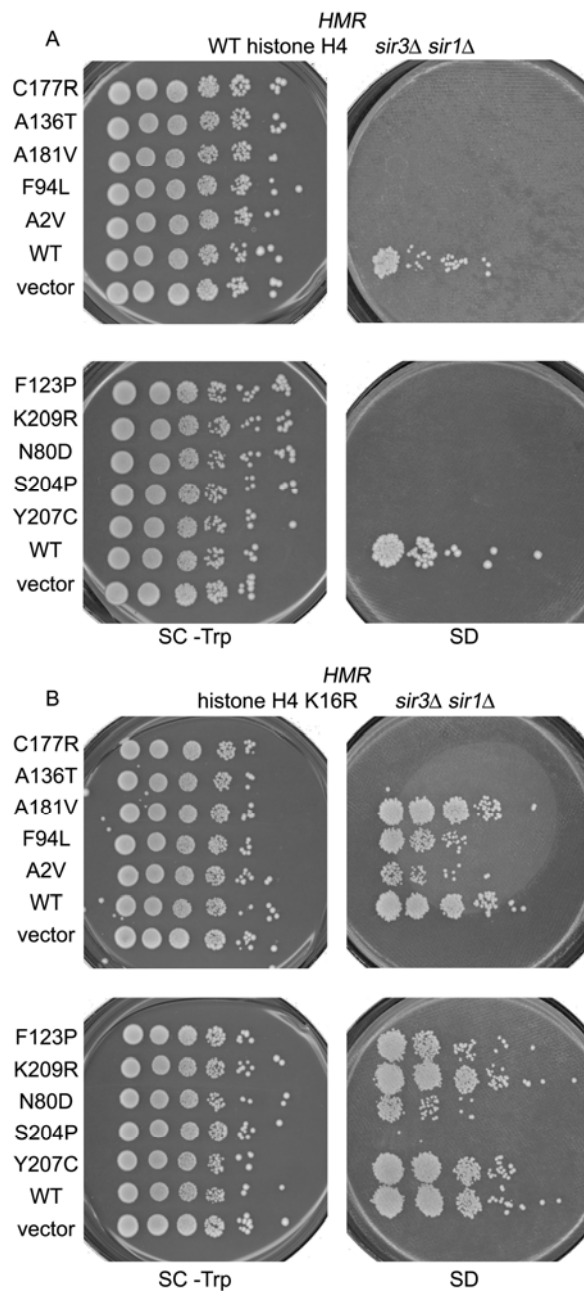 A
HMR
WT histone H4 sir3Δ sir1Δ
C177R
A136T
A181V
F94L
A2V
WT
vector
F123P
K209R
N80D
S204P
Y207C
WT
vector
SC -Trp SD
B
HMR
histone H4 K16R sir3Δ sir1Δ
C177R
A136T
A181V
F94L
A2V
WT
vector
F123P
K209R
N80D
S204P
Y207C
WT
vector
SC -Trp SD